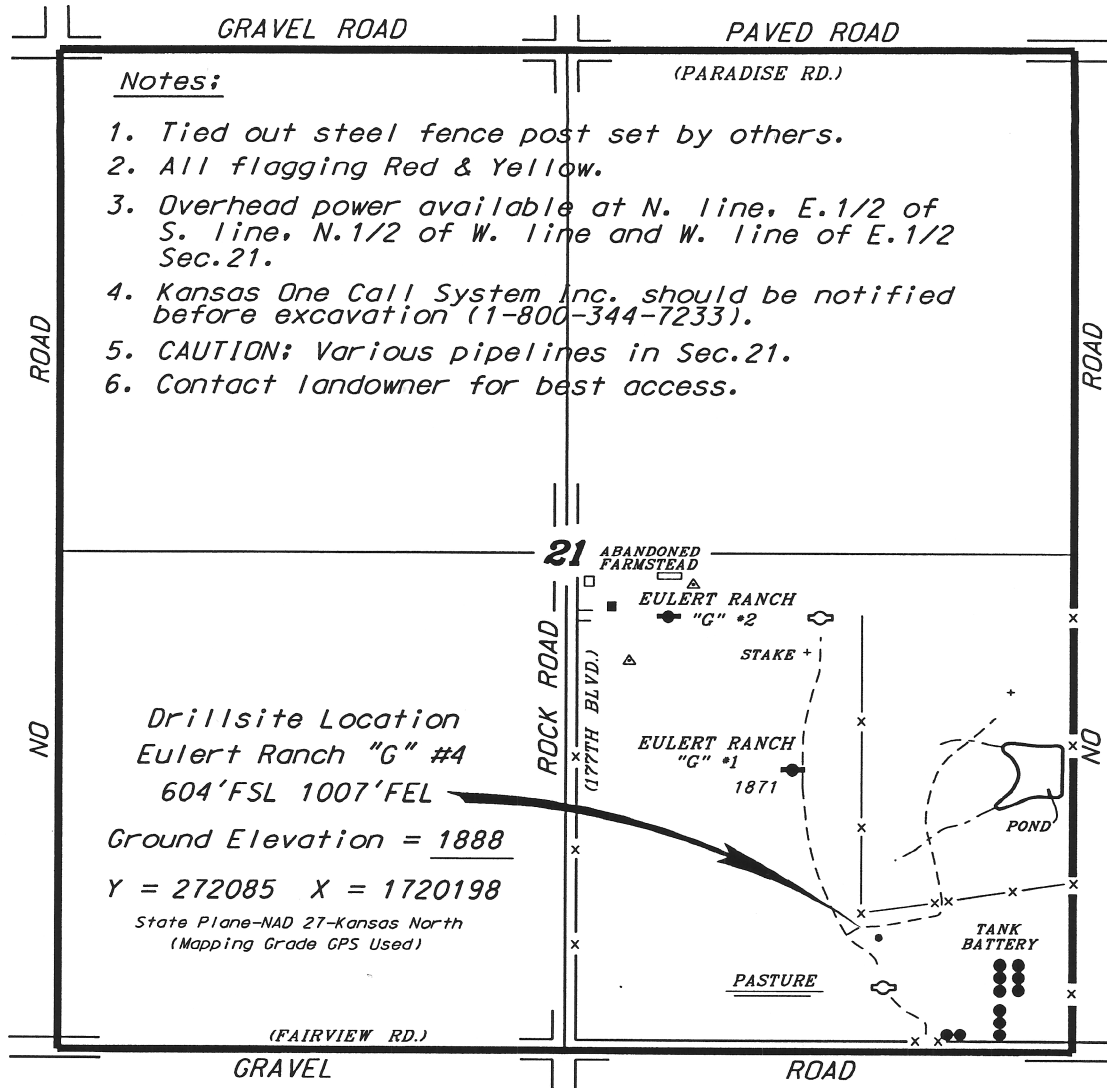 GRAVEL ROAD
PAVED ROAD
(PARADISE RD.)
Notes:
1. Tied out steel fence post set by others.
2. All flagging Red & Yellow.
3. Overhead power available at N. line, E.1/2 of
S. line, N.1/2 of W. line and W. line of E.1/2
Sec.21.
4. Kansas One Call System Inc. should be notified
before excavation (1-800-344-7233).
5. CAUTION: Various pipelines in Sec.21.
6. Contact landowner for best access.
ROAD
ROAD
21
ABANDONED
FARMSTEAD
EULERT RANCH
"G" #2
STAKE
ROCK ROAD
(177TH BLVD.)
NO
NO
Drillsite Location
Eulert Ranch "G" #4
604'FSL 1007'FEL
Ground Elevation = 1888
Y = 272085 X = 1720198
State Plane-NAD 27-Kansas North
(Mapping Grade GPS Used)
EULERT RANCH
"G" #1
1871
POND
TANK
BATTERY
PASTURE
(FAIRVIEW RD.)
GRAVEL
ROAD